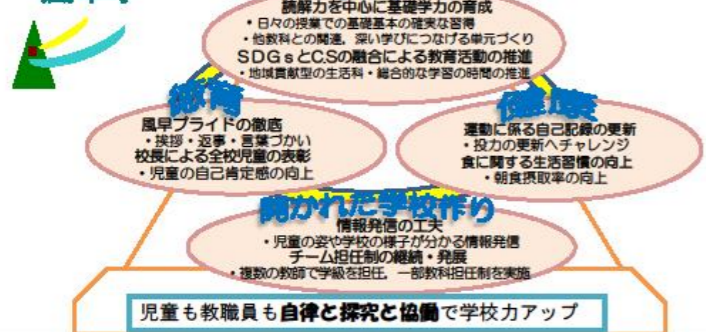 読解力を中心に基礎学力の育成
・日々の授業での基礎基本の確実な習得
・他教科との関連，深い学びにつなげる単元づくり
ＳＤＧｓとC.Sの融合による教育活動の推進
・地域貢献型の生活科・総合的な学習の時間の推進
風早プライドの徹底
・挨拶・返事・言葉づかい
校長による全校児童の表彰
・児童の自己肯定感の向上
健康
運動に係る自己記録の更新
・投力の更新へチャレンジ
食に関する生活習慣の向上
・朝食摂取率の向上
開かれた学校作り
情報発信の工夫
・児童の姿や学校の様子が分かる情報発信
チーム担任制の継続・発展
・複数の教師で学級を担任，一部教科担任制を実施
児童も教職員も自律と探究と協働で学校力アップ